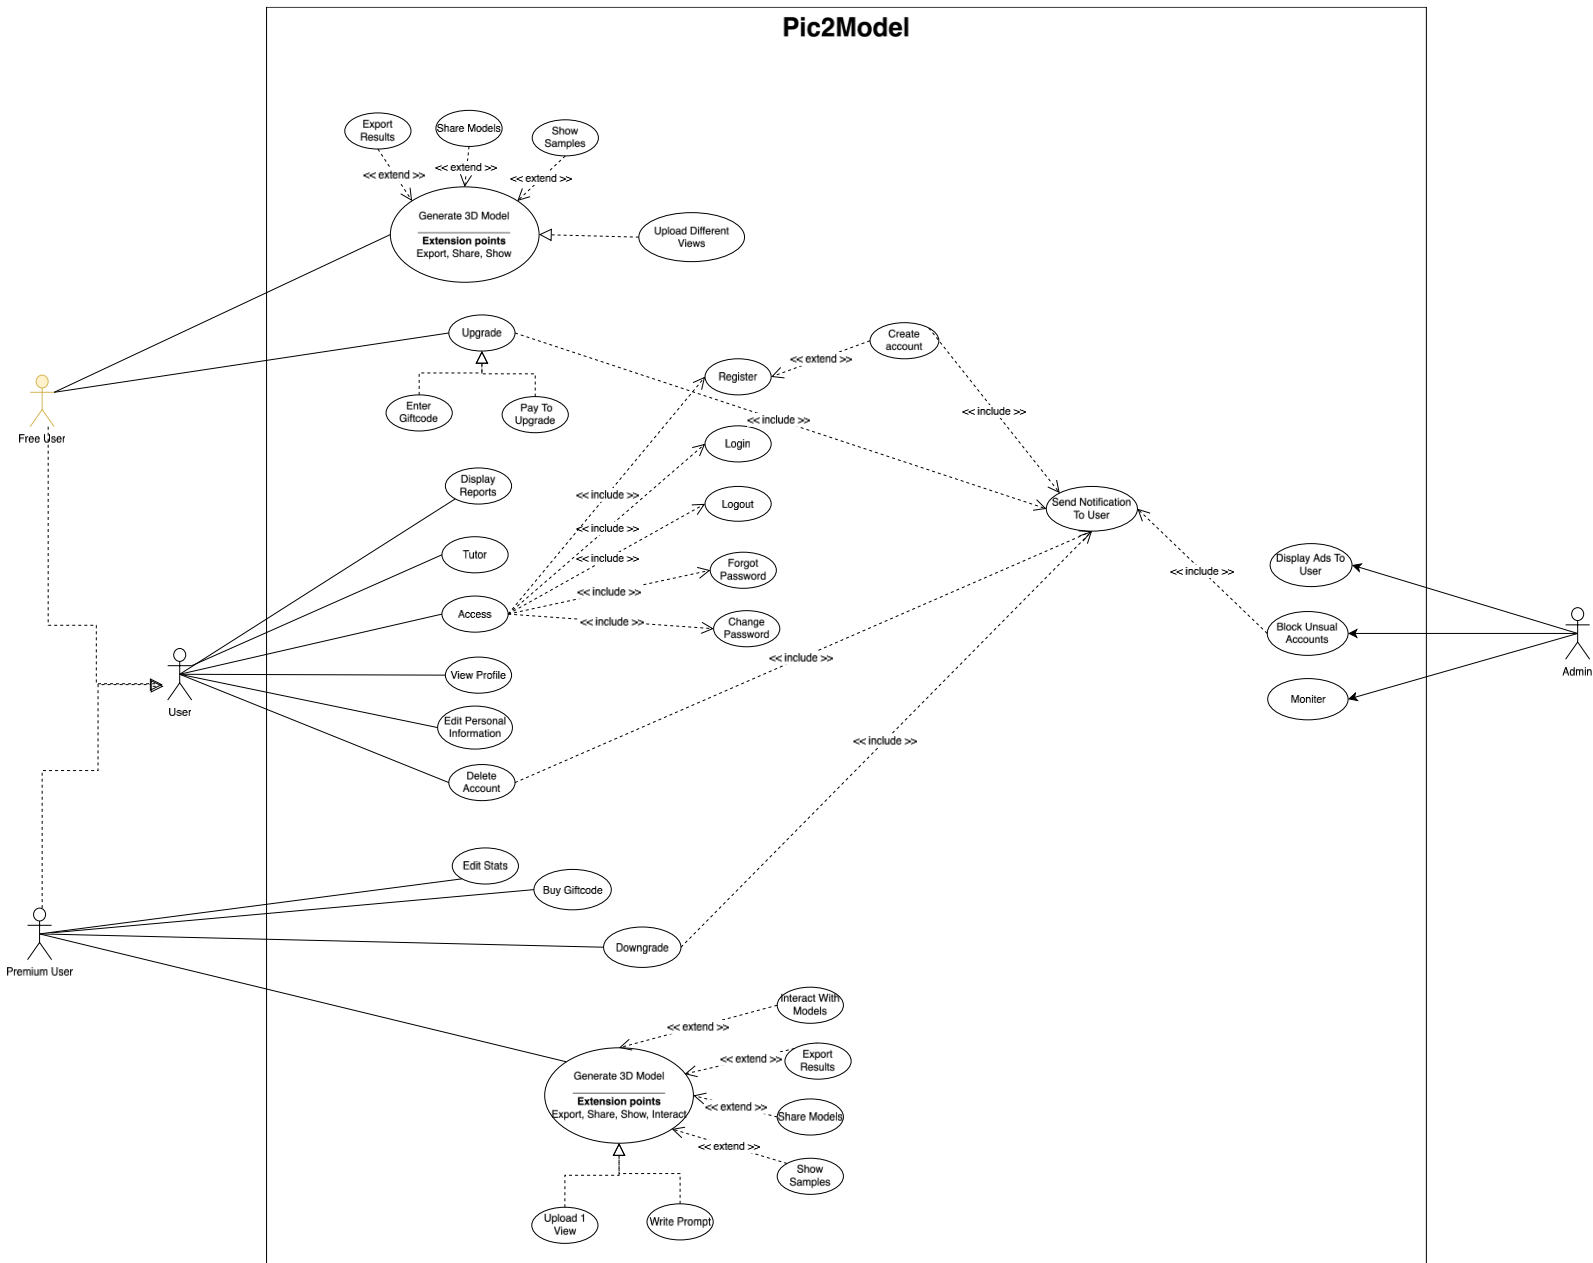 Pic2Model
Export
Results
Share Models
Show
Samples
<< extend >>
<< extend >>
<< extend >>
Generate 3D Model
Extension points
Export, Share, Show
Upload Different
Views
Upgrade
Enter
Giftcode
Pay To
Upgrade
Free User
Create
account
<< extend >>
Register
<< include >>
<< include >>
Login
Display
Reports
<< include >>
Logout
Send Notification
To User
<< include >>
Tutor
<< include >>
Forgot
Password
<< include >>
Display Ads To
User
<< include >>
Access
<< include >>
Change
Password
Block Unsual
Accounts
Admin
<< include >>
View Profile
Moniter
User
Edit Personal
Information
<< include >>
Delete
Account
Edit Stats
Buy Giftcode
Downgrade
Premium User
Interact With
Models
<< extend >>
Export
Results
<< extend >>
Generate 3D Model
Extension points
Export, Share, Show, Interact
<< extend >>
Share Models
<< extend >>
Show
Samples
Upload 1
View
Write Prompt